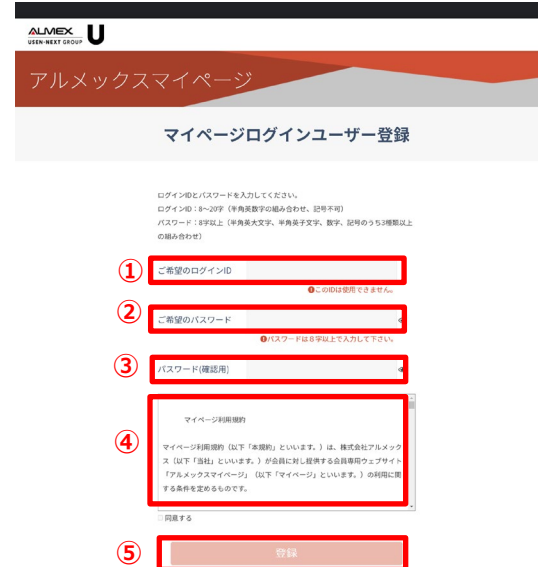 ALMEX
USEN-NEXT GROUP
U
アルメックスマイページ
マイページログインユーザー登録
ログインIDとパスワードを入力してください。
ログインID：8～20字（半角英数字の組み合わせ、記号不可）
パスワード：8字以上（半角英大文字、半角英子文字、数字、記号のうち3種類以上
の組み合わせ）
① ご希望のログインID
このIDは使用できません。
② ご希望のパスワード
パスワードは８字以上で入力して下さい。
③ パスワード(確認用)
④
マイページ利用規約
マイページ利用規約（以下「本規約」といいます。）は、株式会社アルメック
ス（以下「当社」といいます。）が会員に対し提供する会員専用ウェブサイト
「アルメックスマイページ」（以下「マイページ」といいます。）の利用に関
する条件を定めるものです。
同意する
⑤ 登録